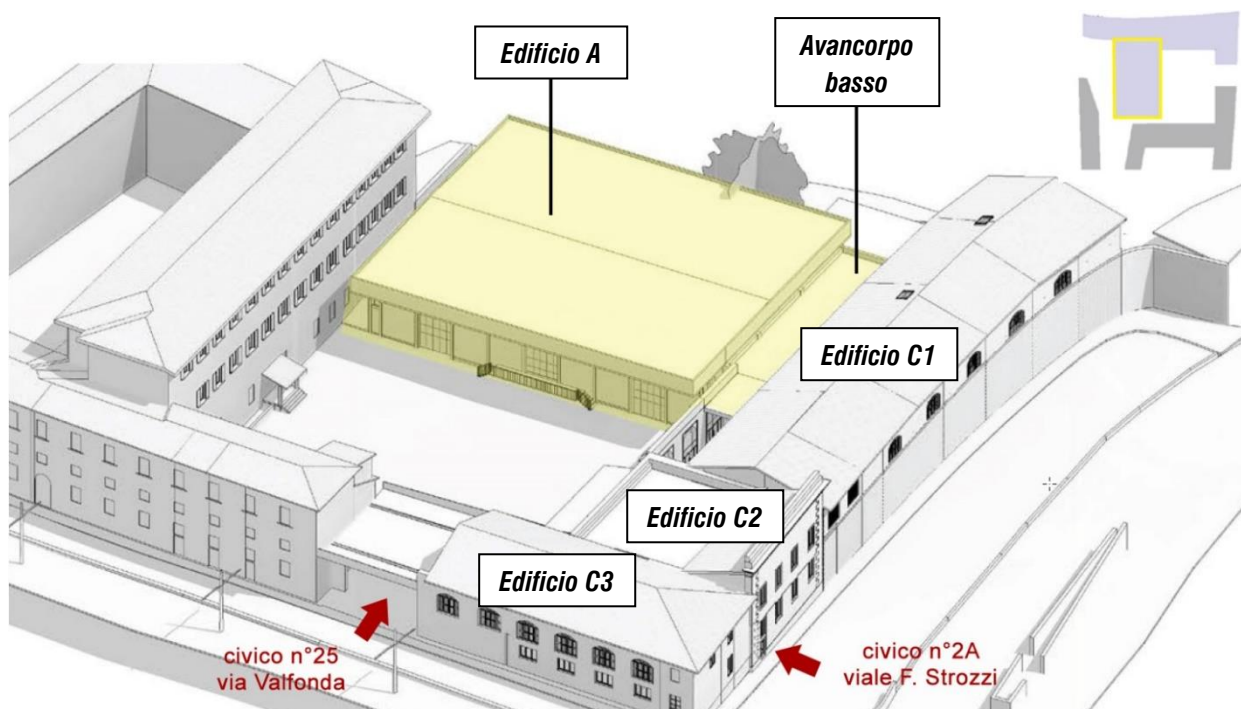 Edificio A
Avancorpo
basso
Edificio C1
Edificio C2
Edificio C3
civico n°25
via Valfonda
civico n°2A
viale F. Strozzi